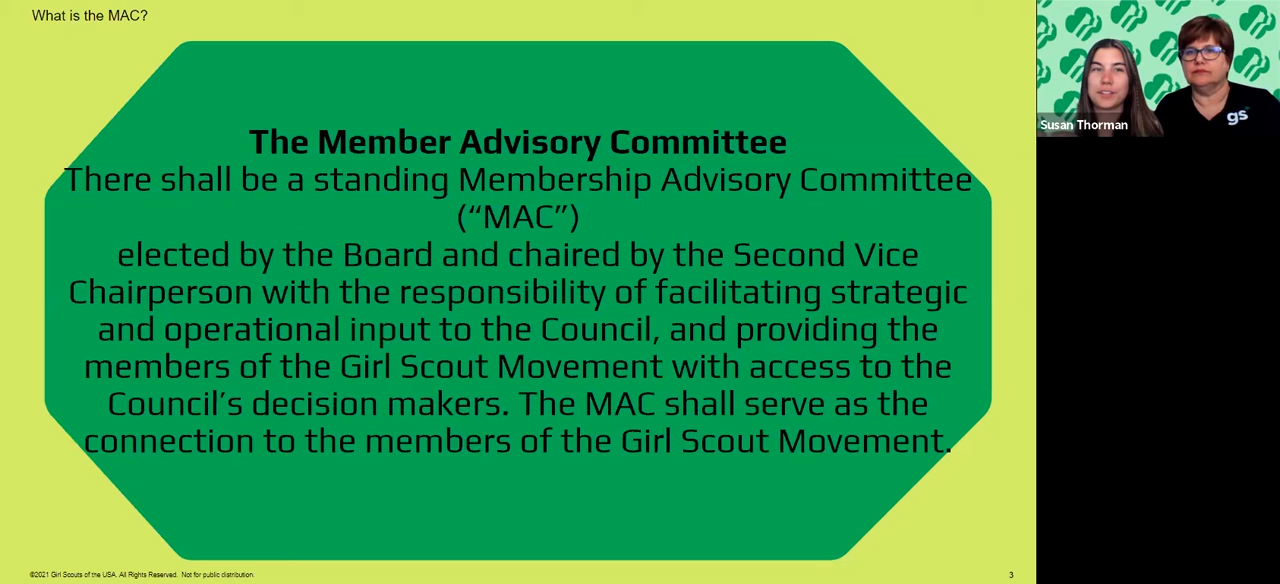 What is the MAC?
The Member Advisory Committee
There shall be a standing Membership Advisory Committee
(“MAC”)
elected by the Board and chaired by the Second Vice
Chairperson with the responsibility of facilitating strategic
and operational input to the Council, and providing the
members of the Girl Scout Movement with access to the
Council’s decision makers. The MAC shall serve as the
connection to the members of the Girl Scout Movement.
©2021 Girl Scouts of the USA. All Rights Reserved. Not for public distribution.
3
Susan Thorman
gs